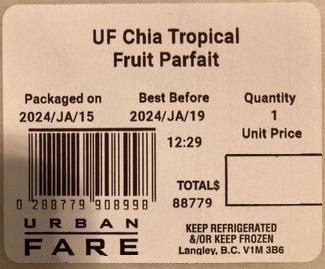 UF Chia Tropical
Fruit Parfait
Packaged on Best Before Quantity
2024/JA/15 2024/JA/19 1
12:29 Unit Price
0 288779 908998
TOTAL$
88779
URBAN
FARE
KEEP REFRIGERATED
&/OR KEEP FROZEN
Langley, B.C. V1M 3B6